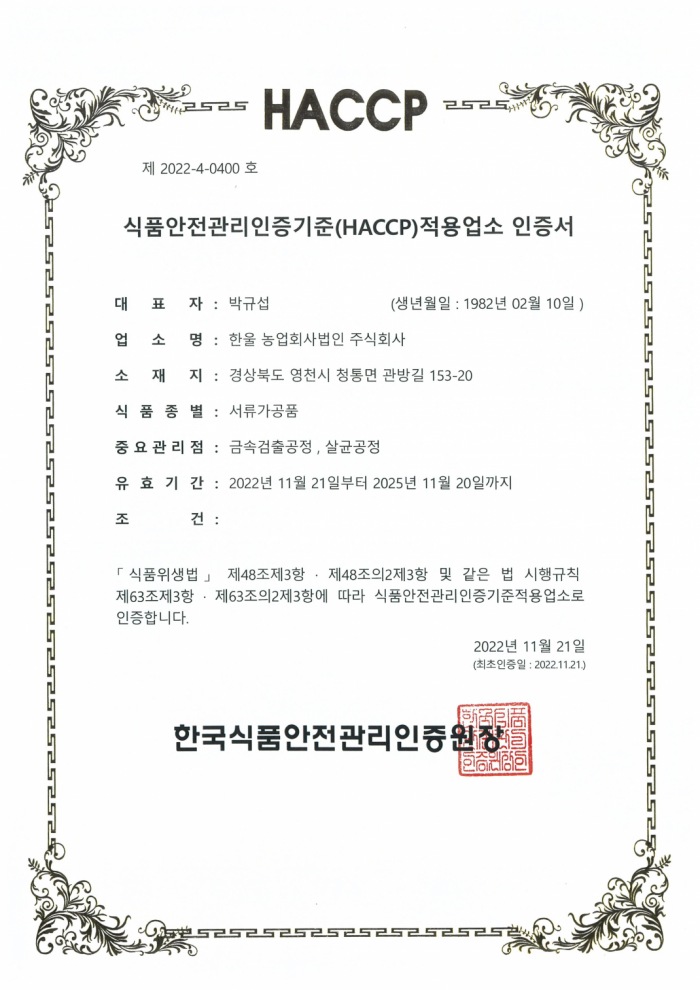 HACCP
제 2022-4-0400 호
식품안전관리인증기준(HACCP)적용업소 인증서
대 표 자 : 박규섭 (생년월일 : 1982년 02월 10일 )
업 소 명 : 한울 농업회사법인 주식회사
소 재 지 : 경상북도 영천시 청통면 관방길 153-20
식 품 종 별 : 서류가공품
중요관리점 : 금속검출공정 , 살균공정
유 효 기 간 : 2022년 11월 21일부터 2025년 11월 20일까지
조 건 :
「 식품위생법 」 제48조제3항 · 제48조의2제3항 및 같은 법 시행규칙
제63조제3항 · 제63조의2제3항에 따라 식품안전관리인증기준적용업소로
인증합니다.
2022년 11월 21일
(최초인증일 : 2022.11.21.)
한국식품안전관리인증원장